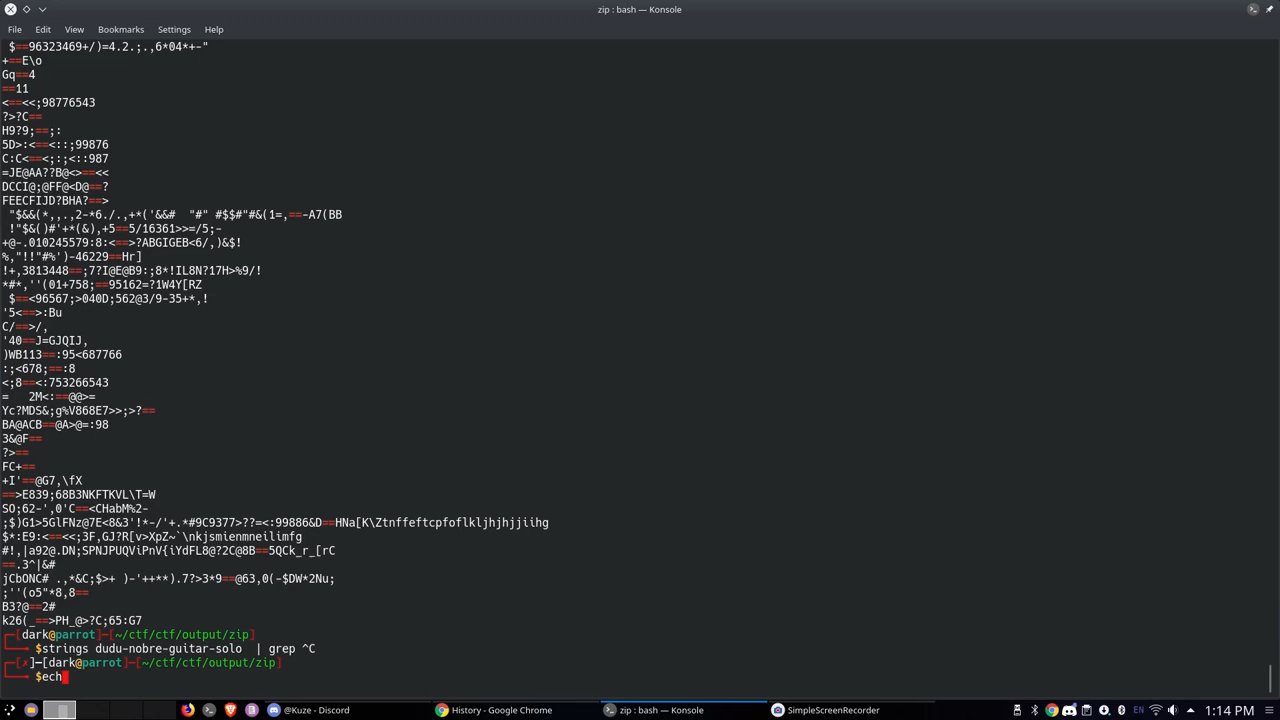 zip : bash — Konsole
File Edit View Bookmarks Settings Help
$==96323469+/)=4.2.;.,6*04*+-"
+==E\o
Gq==4
==11
<==<<;98776543
?>?C==
H9?9;==;:
5D>:<==<::;99876
C:C<==<;:;<::987
=JE@AA??B@<>==<<
DCCI@;@FF@<D@==?
FEECFIJD?BHA?==>
"$&&(*,,.,2-*6./.,+*('&&#  "#" #$$#"#&(1=,==-A7(BB
!"$&()#'+*(&),+5==5/16361>>=/5;-
+@-.010245579:8:<==>?ABGIGEB<6/,)&$!
%,"!!"#%')-46229==Hr]
!+,3813448==;7?I@E@B9:;8*!IL8N?17H>%9/!
*#*,''(01+758;==95162=?1W4Y[RZ
$==<96567;>040D;562@3/9-35+*,!
'5<==>:Bu
C/==>/,
'40==J=GJQIJ,
)WB113==:95<687766
:;<678;==:8
<;8==<:753266543
=   2M<:==@@>=
Yc?MDS&;g%V868E7>>;>?==
BA@ACB==@A>@=:98
3&@F==
?>==
FC+==
+I'==@G7,\fX
==>E839;68B3NKFTKVL\T=W
SO;62-',0'C==<CHabM%2-
;$)G1>5GlFNz@7E<8&3'!*-/'+.*#9C9377>??=<:99886&D==HNa[K\Ztnffeftcpfoflkljhjhjjiihg
$*:E9:<==<<;3F,GJ?R[v>XpZ~`\nkjsmienmneilimfg
#!,|a92@.DN;SPNJPUQViPnV{iYdFL8@?2C@8B==5QCk_r_[rC
==.3^|&#
jCbONC# .,*&C;$>+ )-'++**).7?>3*9==@63,0(-$DW*2Nu;
;''(o5"*8,8==
B3?@==2#
k26(_==>PH_@>?C;65:G7
[dark@parrot]-[~/ctf/ctf/output/zip]
$strings dudu-nobre-guitar-solo  | grep ^C
[✗]-[dark@parrot]-[~/ctf/ctf/output/zip]
$ech
@Kuze - Discord
History - Google Chrome
zip : bash — Konsole
SimpleScreenRecorder
EN
1:14 PM